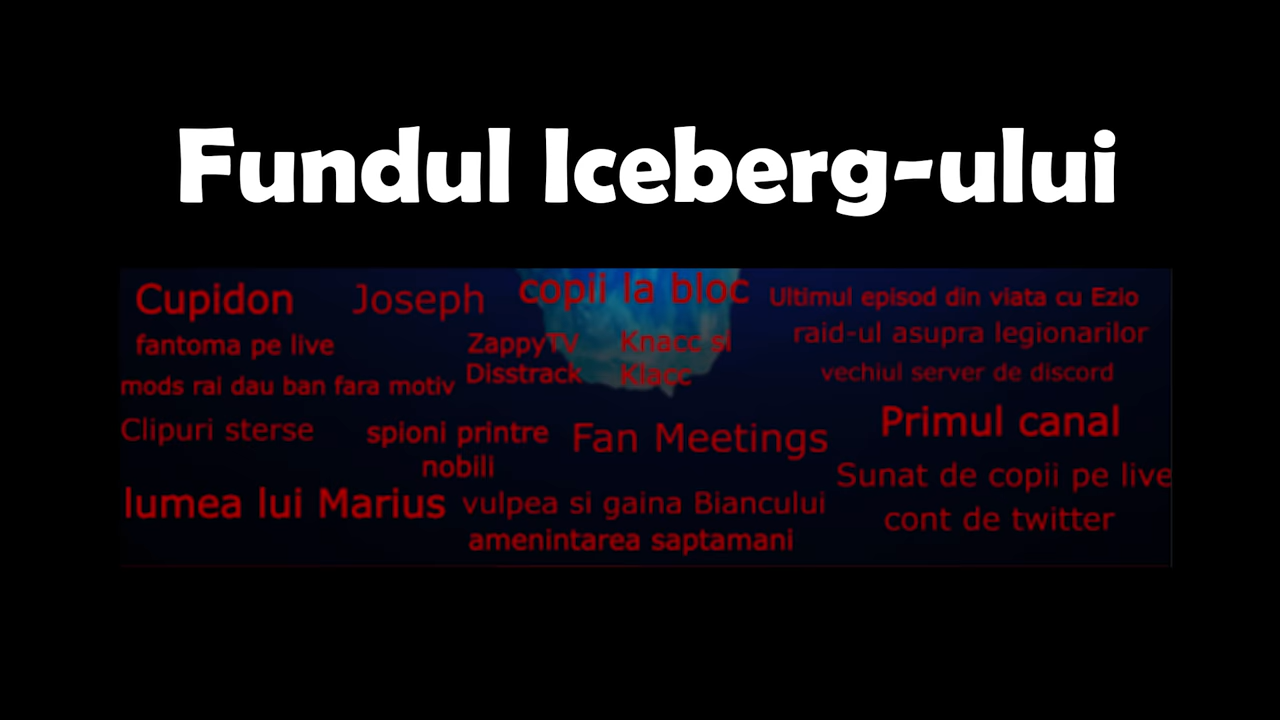 Fundul Iceberg-ului
Cupidon
Joseph
copii la bloc
Ultimul episod din viata cu Ezio
fantoma pe live
ZappyTV
Disstrack
Knacc si
Klacc
raid-ul asupra legionarilor
mods rai dau ban fara motiv
vechiul server de discord
Clipuri sterse
spioni printre
nobili
Fan Meetings
Primul canal
Sunat de copii pe live
lumea lui Marius
vulpea si gaina Biancului
cont de twitter
amenintarea saptamani